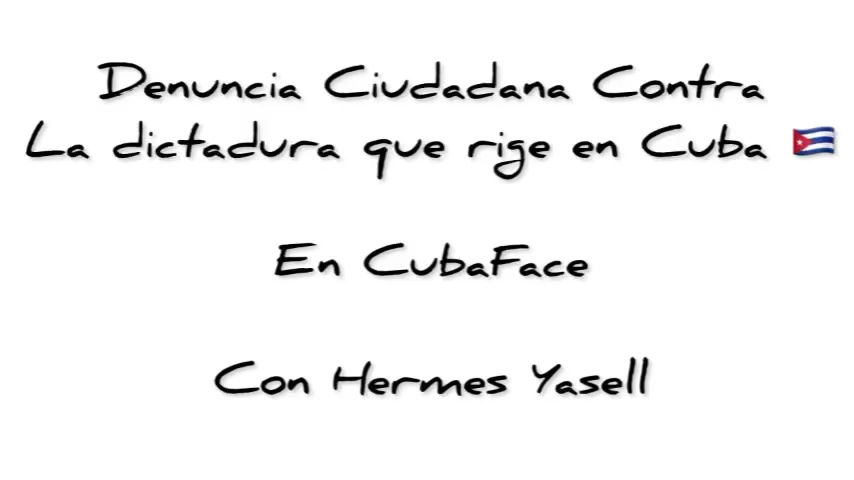 Denuncia Ciudadana Contra
La dictadura que rige en Cuba 🇨🇺
En CubaFace
Con Hermes Yasell